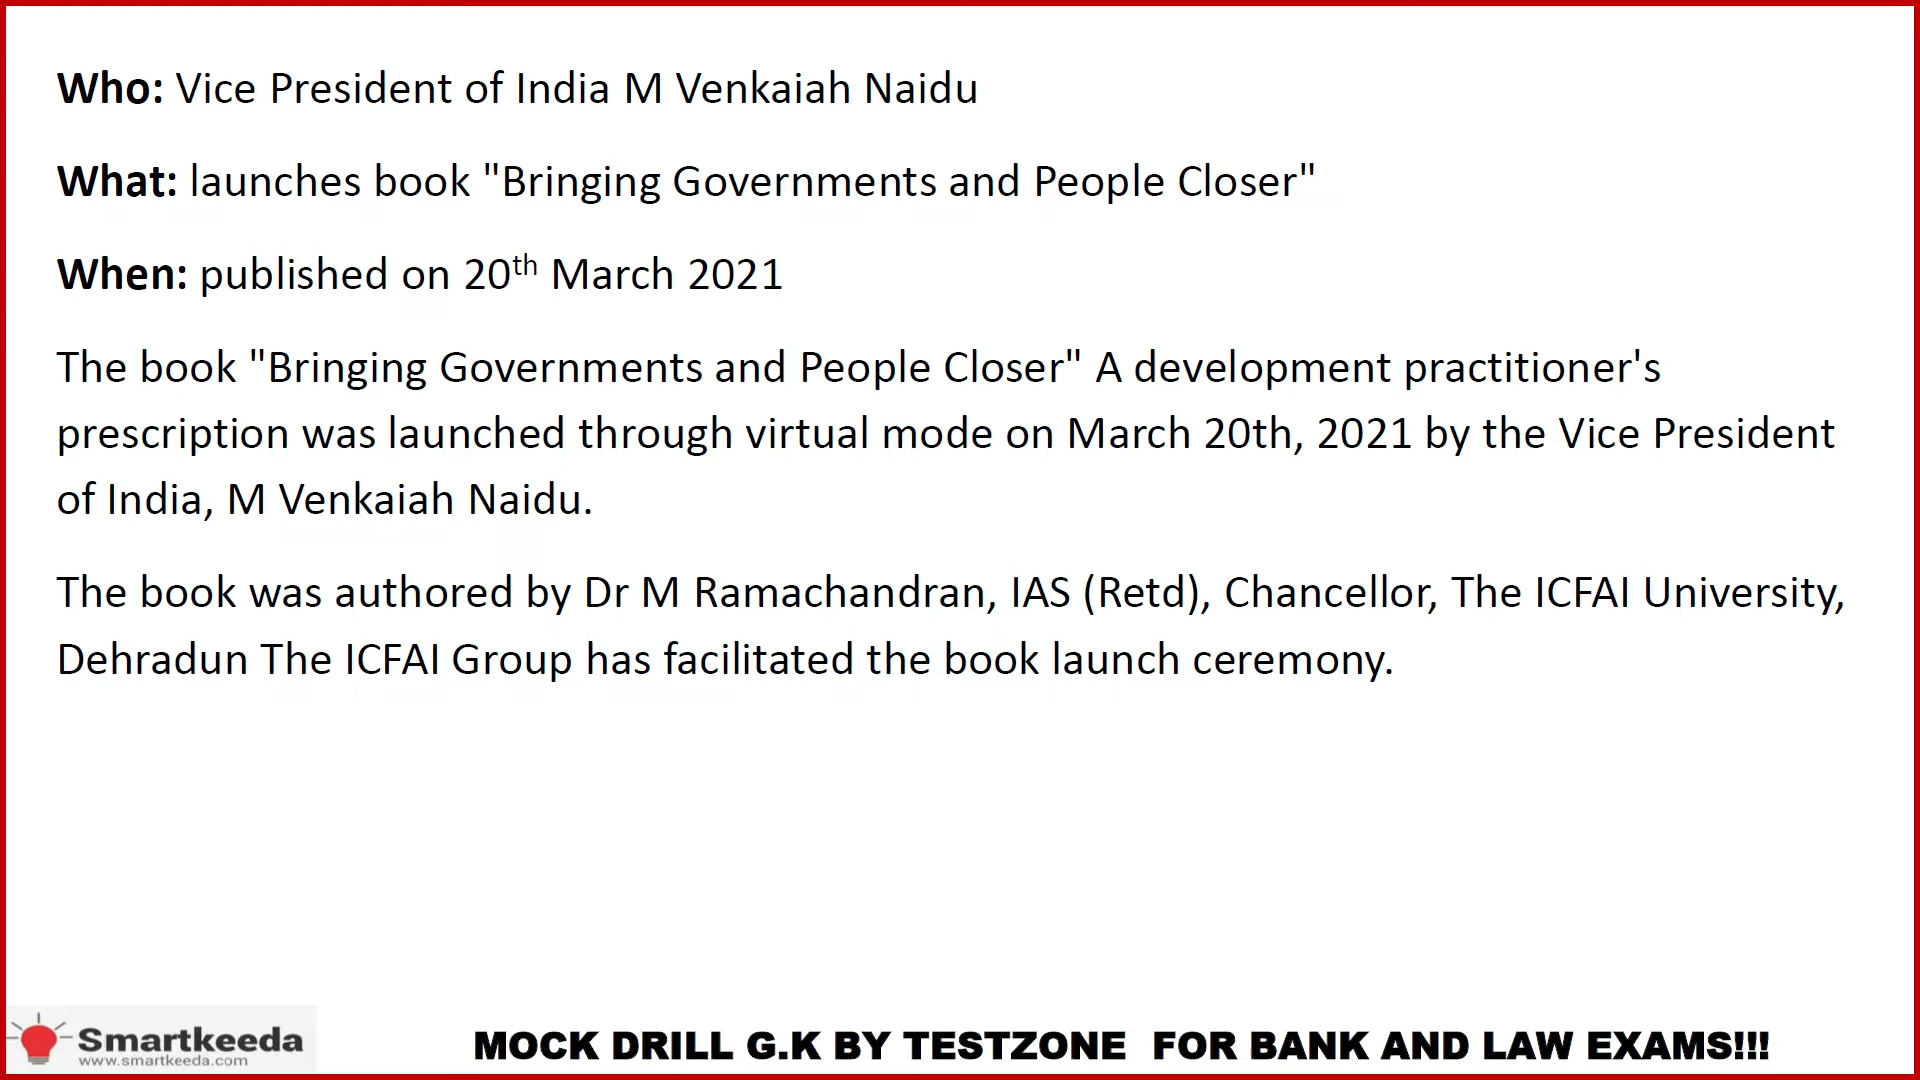 Who: Vice President of India M Venkaiah Naidu
What: launches book "Bringing Governments and People Closer"
When: published on 20th March 2021
The book "Bringing Governments and People Closer" A development practitioner's
prescription was launched through virtual mode on March 20th, 2021 by the Vice President
of India, M Venkaiah Naidu.
The book was authored by Dr M Ramachandran, IAS (Retd), Chancellor, The ICFAI University,
Dehradun The ICFAI Group has facilitated the book launch ceremony.
Smartkeeda
www.smartkeeda.com
MOCK DRILL G.K BY TESTZONE FOR BANK AND LAW EXAMS!!!